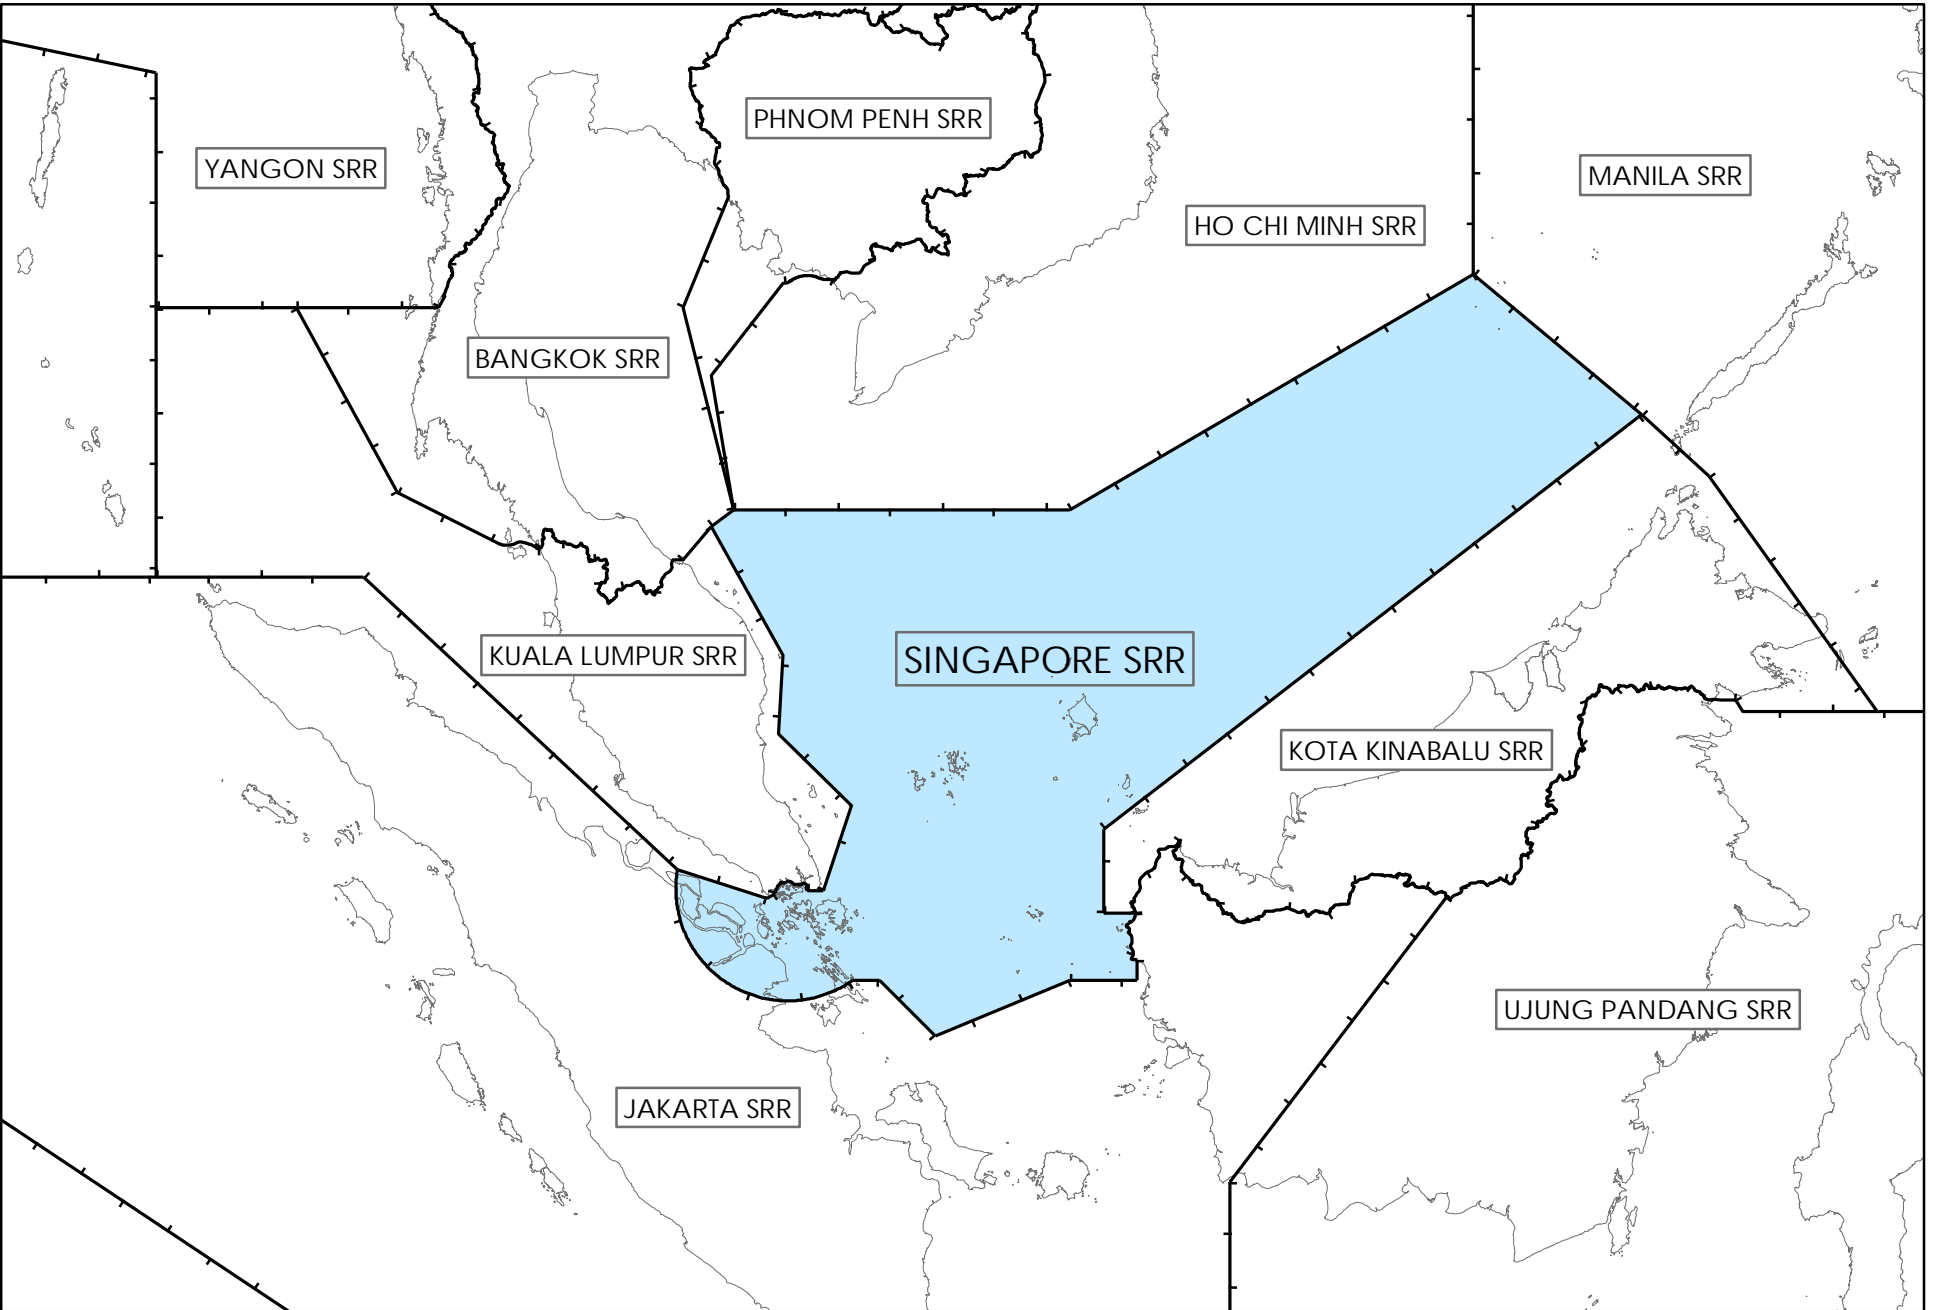 PHNOM PENH SRR
YANGON SRR
MANILA SRR
HO CHI MINH SRR
BANGKOK SRR
KUALA LUMPUR SRR
SINGAPORE SRR
KOTA KINABALU SRR
UJUNG PANDANG SRR
JAKARTA SRR